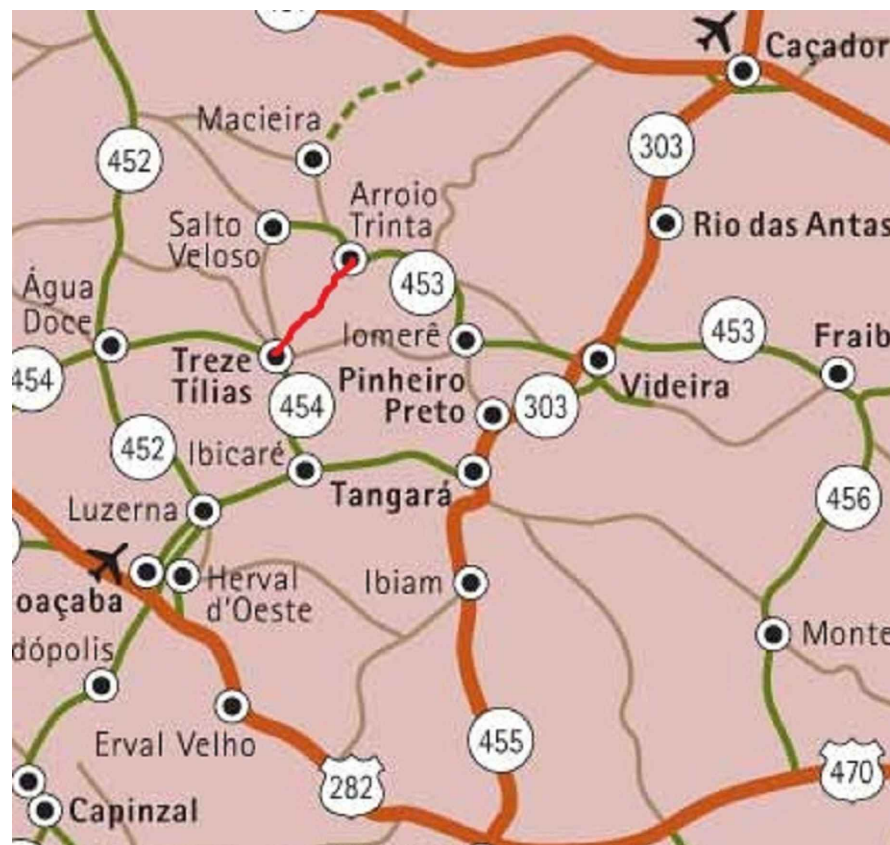 Caçador
Macieira
303
452
Arroio
Trinta
Salto
Veloso
Rio das Antas
453
Água
Doce
Iomerê
453
Fraib
454
Treze
Tílias
Pinheiro
Preto
Videira
454
303
452
Ibicaré
Tangará
456
Luzerna
Ibiam
Herval
d'Oeste
oaçaba
Monte
dópolis
Erval Velho
455
282
470
Capinzal